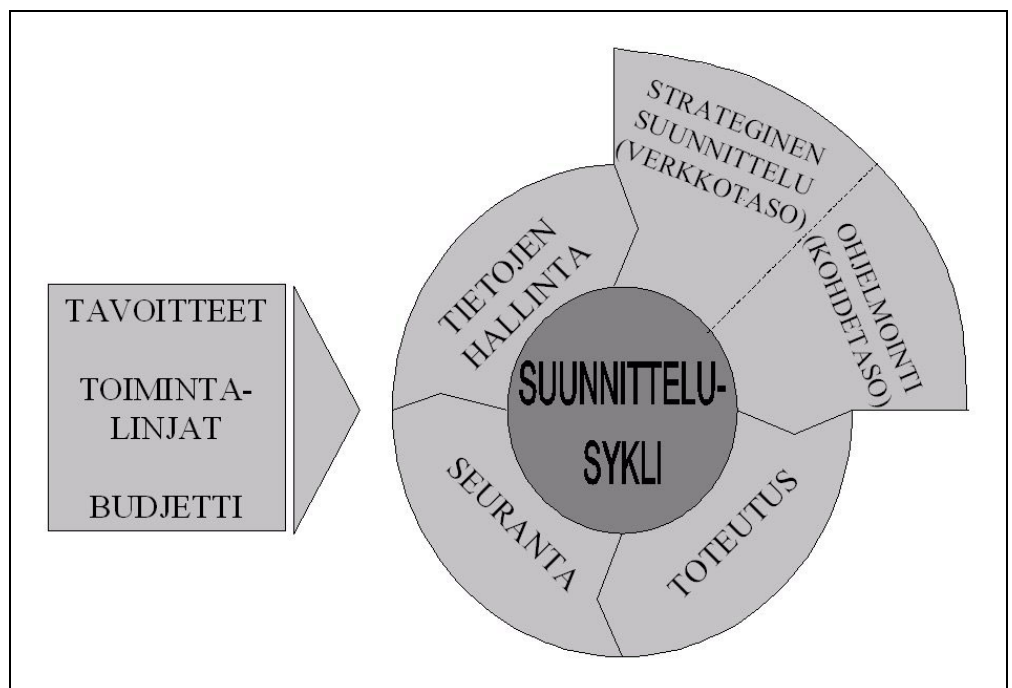 TAVOITTEET
TOIMINTA-
LINJAT
BUDJETTI
STRATEGINEN
SUUNNITTELU
(VERKKOTASO)
OHJELMOINTI
(KOHDETASO)
TOTEUTUS
SEURANTA
TIETOJEN
HALLINTA
SUUNNITTELU-
SYKLI